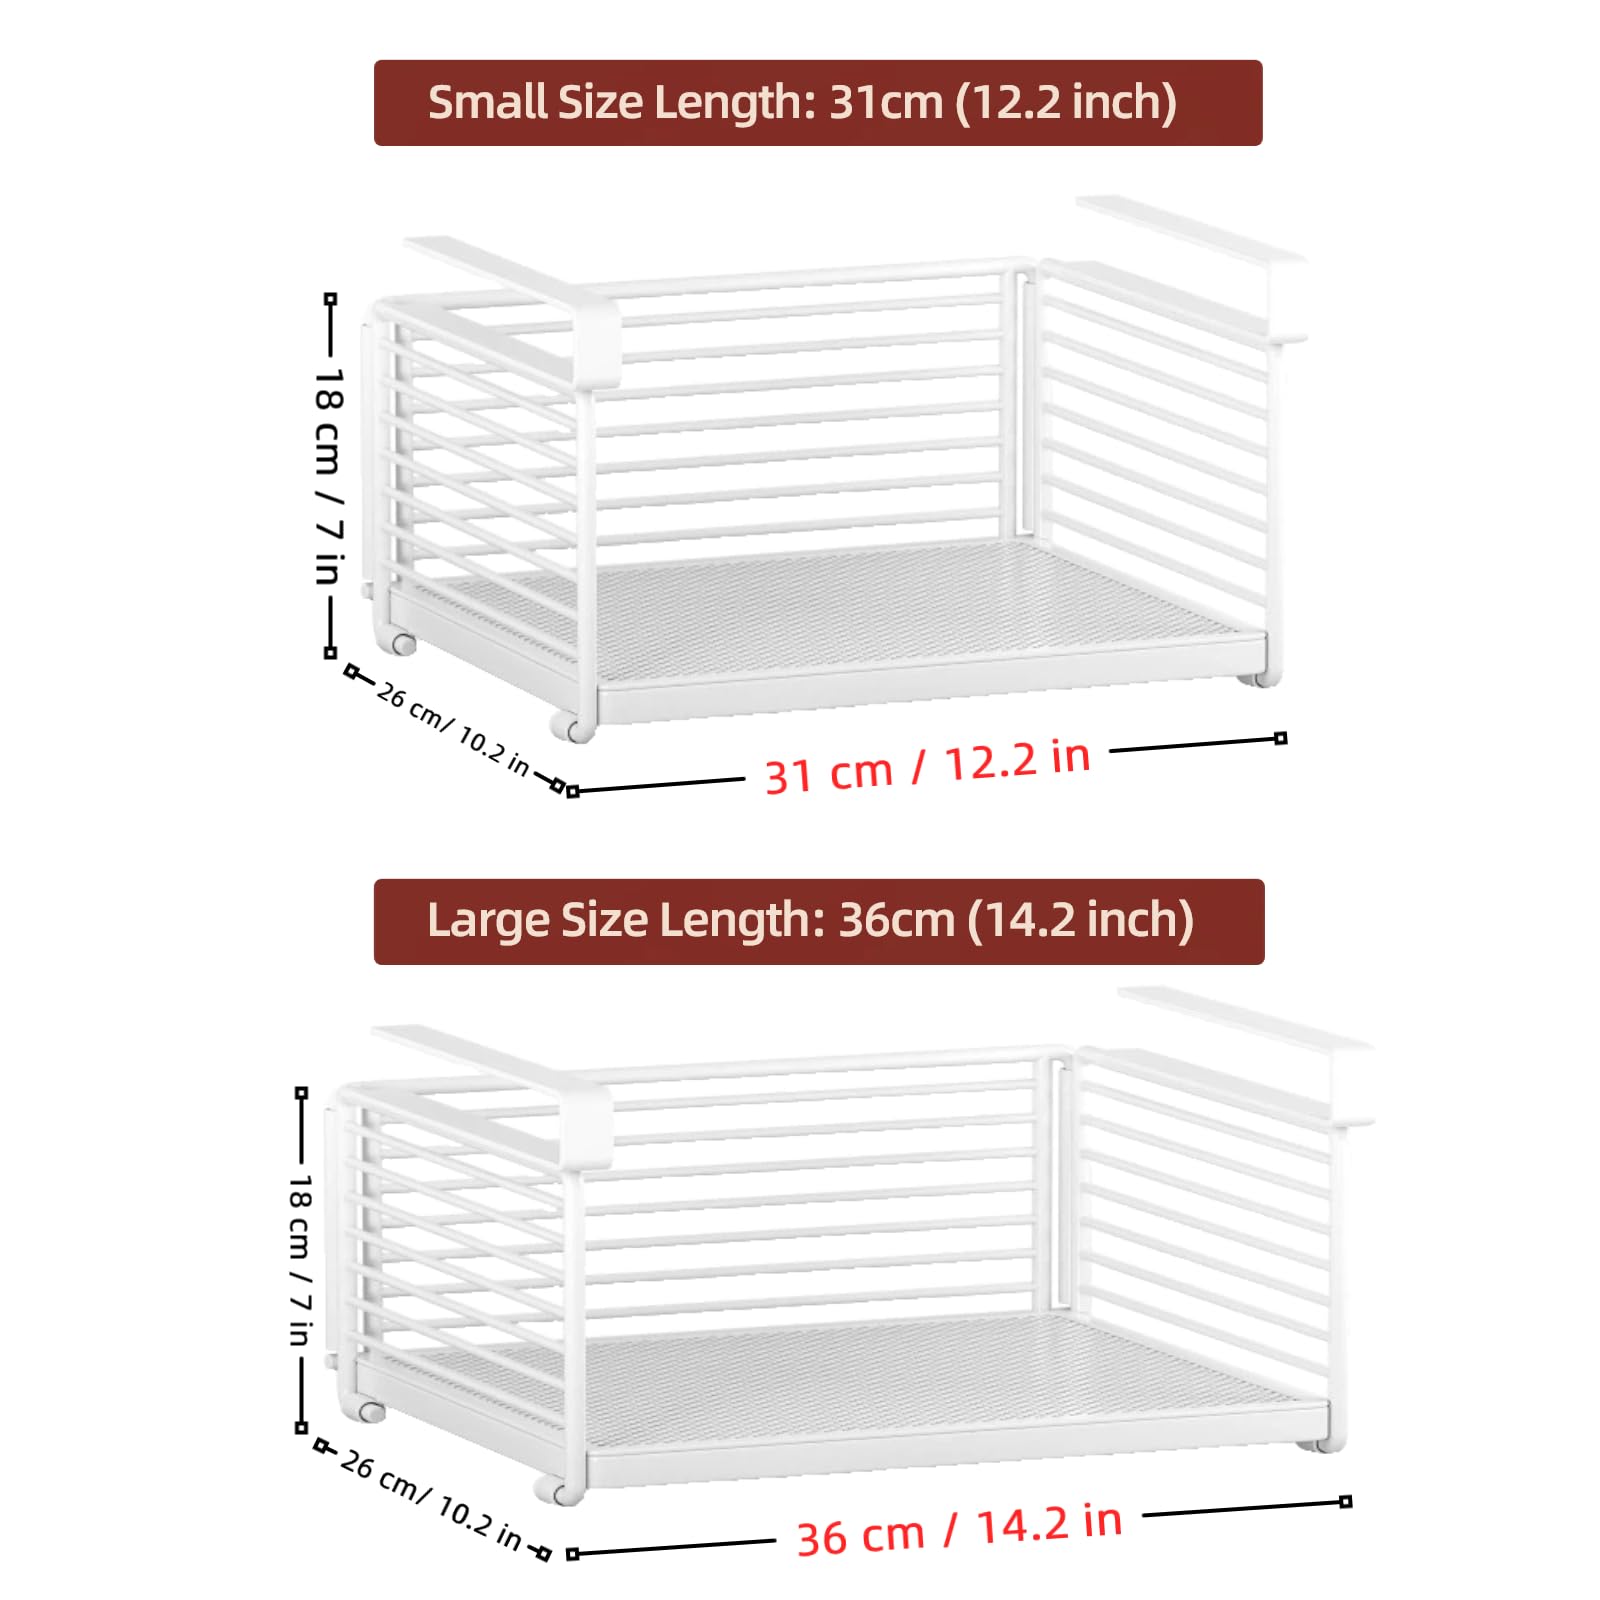 Small Size Length: 31cm (12.2 inch)
18 cm / 7 in
26 cm/ 10.2 in
31 cm / 12.2 in
Large Size Length: 36cm (14.2 inch)
18 cm / 7 in
26 cm/ 10.2 in
36 cm / 14.2 in